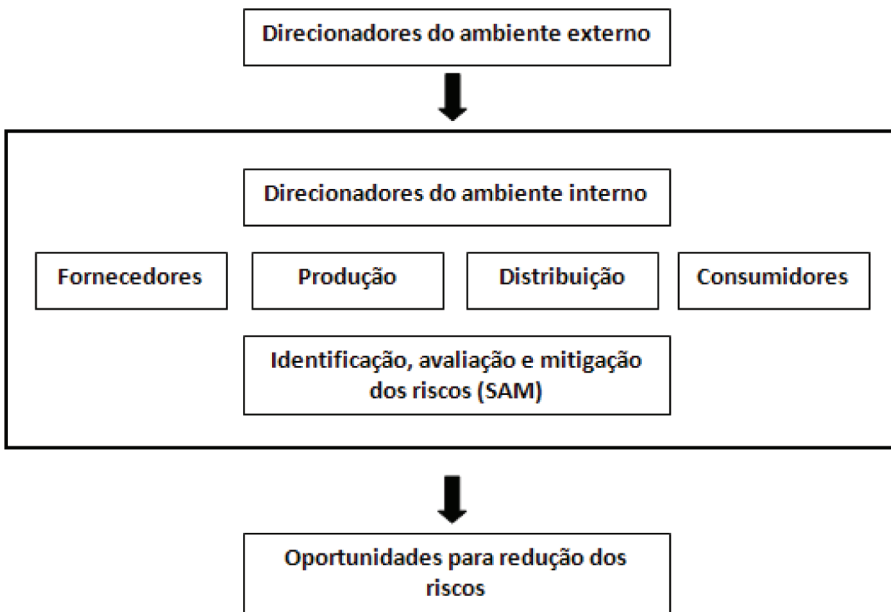 Direcionadores do ambiente externo
Direcionadores do ambiente interno
Fornecedores
Produção
Distribuição
Consumidores
Identificação, avaliação e mitigação
dos riscos (SAM)
Oportunidades para redução dos
riscos